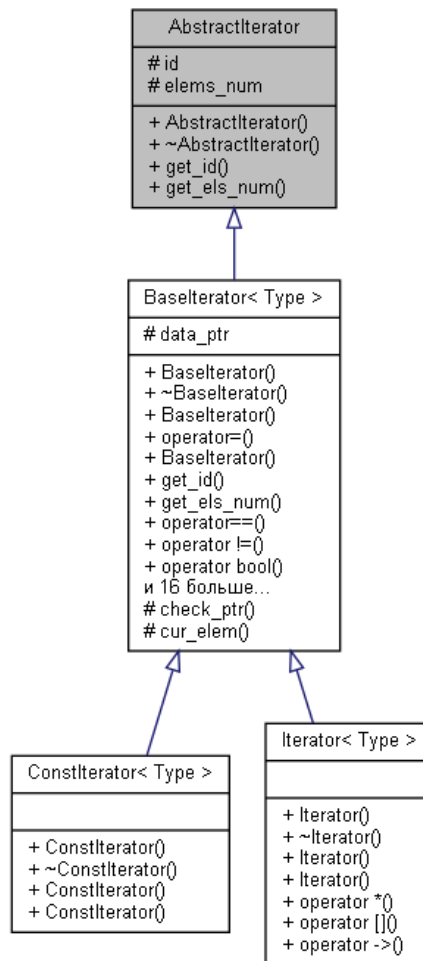 AbstractIterator
# id
# elems_num
+ AbstractIterator()
+ ~AbstractIterator()
+ get_id()
+ get_els_num()
BaseIterator< Type >
# data_ptr
+ BaseIterator()
+ ~BaseIterator()
+ BaseIterator()
+ operator=()
+ BaseIterator()
+ get_id()
+ get_els_num()
+ operator==()
+ operator !=()
+ operator bool()
и 16 больше...
# check_ptr()
# cur_elem()
ConstIterator< Type >
+ ConstIterator()
+ ~ConstIterator()
+ ConstIterator()
+ ConstIterator()
Iterator< Type >
+ Iterator()
+ ~Iterator()
+ Iterator()
+ Iterator()
+ operator *()
+ operator []()
+ operator ->()